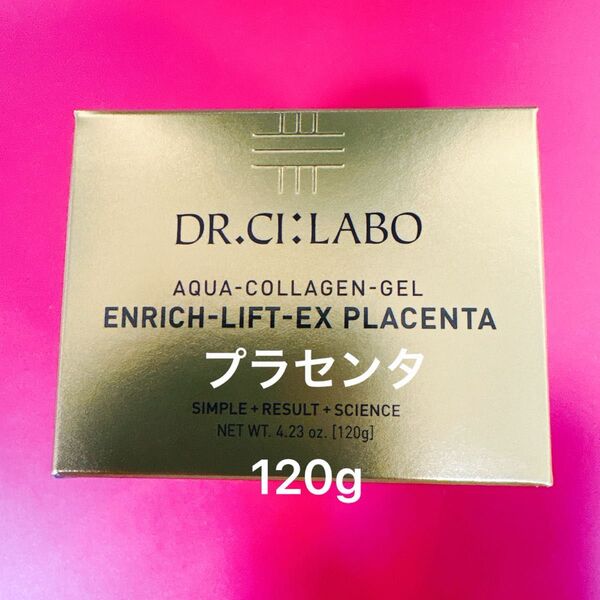 DR.CI:LABO
AQUA-COLLAGEN-GEL
ENRICH-LIFT-EX PLACENTA
プラセンタ
SIMPLE+RESULT+SCIENCE
NET WT. 4.23 oz. [120g]
120g